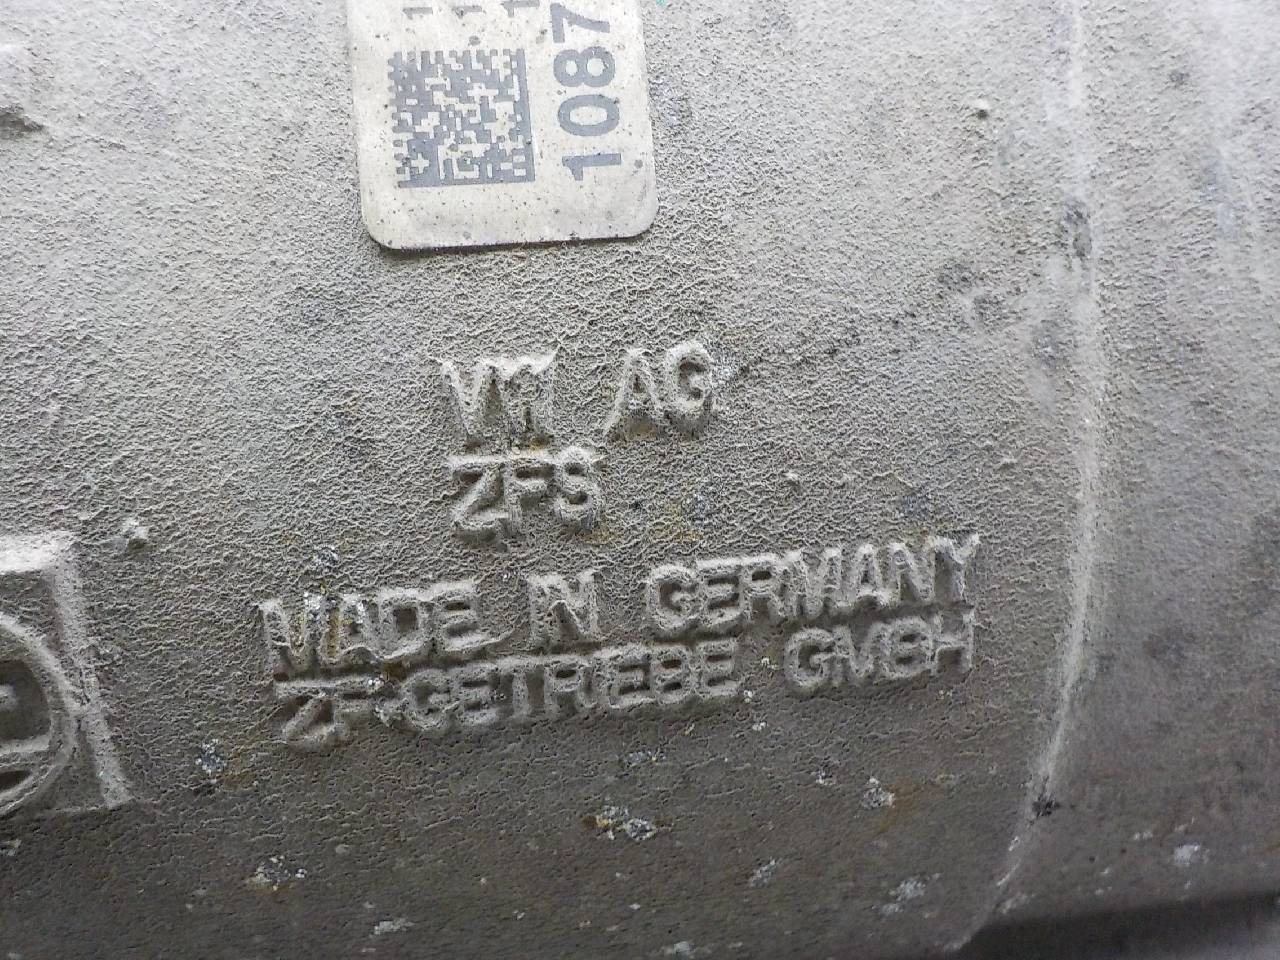 1087
VW AG
ZFS
MADE IN GERMANY
ZF GETRIEBE GMBH